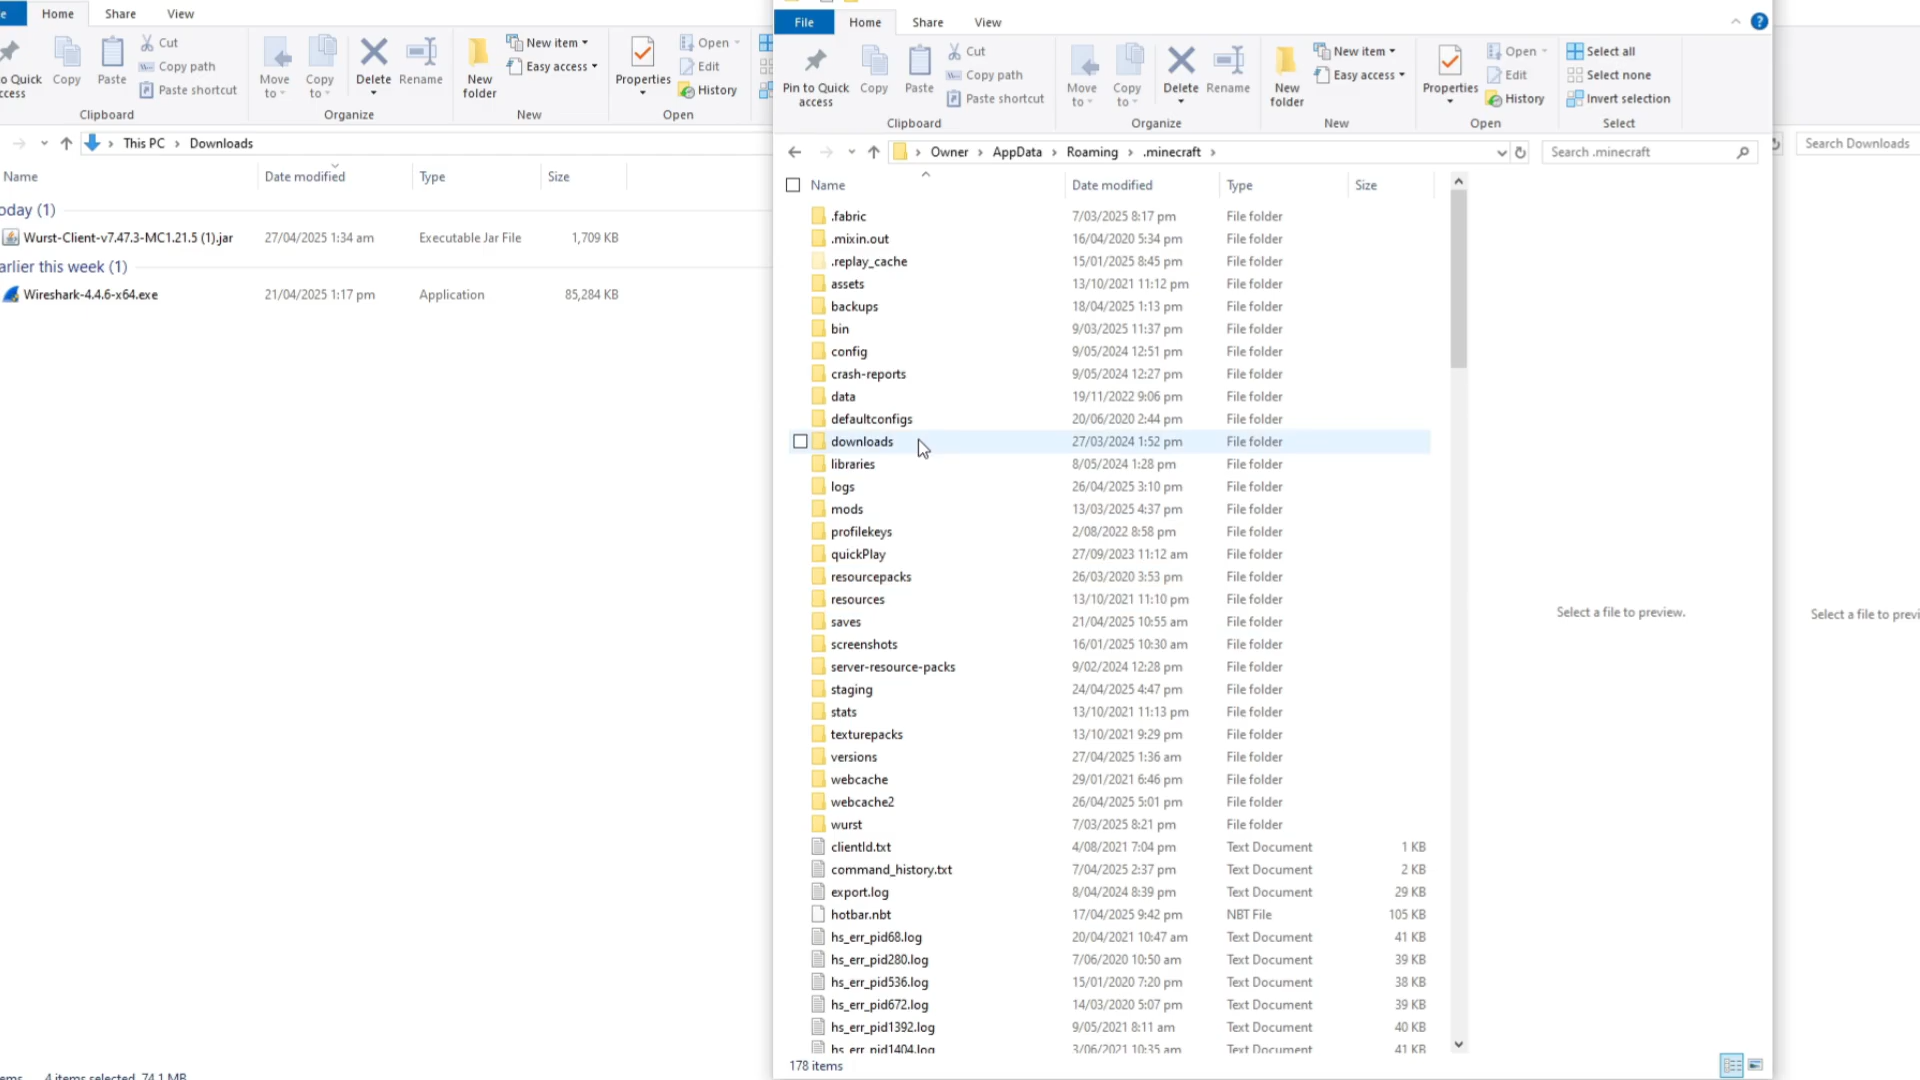 Home Share View
Cut
Copy path
Paste shortcut
Copy
Paste
Clipboard
Move to
Copy to
Delete
Rename
Organize
New folder
New item
Easy access
New
Properties
Open
Edit
History
Open
This PC > Downloads
Name Date modified Type Size
oday (1)
Wurst-Client-v7.47.3-MC1.21.5 (1).jar 27/04/2025 1:34 am Executable Jar File 1,709 KB
arlier this week (1)
Wireshark-4.4.6-x64.exe 21/04/2025 1:17 pm Application 85,284 KB
4 items selected 74.1 MB
File Home Share View
Pin to Quick access
Copy
Paste
Cut
Copy path
Paste shortcut
Clipboard
Move to
Copy to
Delete
Rename
Organize
New folder
New item
Easy access
New
Properties
Open
Edit
History
Open
Select all
Select none
Invert selection
Select
Owner > AppData > Roaming > .minecraft >
Search .minecraft
Search Downloads
Name Date modified Type Size
.fabric 7/03/2025 8:17 pm File folder
.mixin.out 16/04/2020 5:34 pm File folder
.replay_cache 15/01/2025 8:45 pm File folder
assets 13/10/2021 11:12 pm File folder
backups 18/04/2025 1:13 pm File folder
bin 9/03/2025 11:37 pm File folder
config 9/05/2024 12:51 pm File folder
crash-reports 9/05/2024 12:27 pm File folder
data 19/11/2022 9:06 pm File folder
defaultconfigs 20/06/2020 2:44 pm File folder
downloads 27/03/2024 1:52 pm File folder
libraries 8/05/2024 1:28 pm File folder
logs 26/04/2025 3:10 pm File folder
mods 13/03/2025 4:37 pm File folder
profilekeys 2/08/2022 8:58 pm File folder
quickPlay 27/09/2023 11:12 am File folder
resourcepacks 26/03/2020 3:53 pm File folder
resources 13/10/2021 11:10 pm File folder
saves 21/04/2025 10:55 am File folder
screenshots 16/01/2025 10:30 am File folder
server-resource-packs 9/02/2024 12:28 pm File folder
staging 24/04/2025 4:47 pm File folder
stats 13/10/2021 11:13 pm File folder
texturepacks 13/10/2021 9:29 pm File folder
versions 27/04/2025 1:36 am File folder
webcache 29/01/2021 6:46 pm File folder
webcache2 26/04/2025 5:01 pm File folder
wurst 7/03/2025 8:21 pm File folder
clientId.txt 4/08/2021 7:04 pm Text Document 1 KB
command_history.txt 7/04/2025 2:37 pm Text Document 2 KB
export.log 8/04/2024 8:39 pm Text Document 29 KB
hotbar.nbt 17/04/2025 9:42 pm NBT File 105 KB
hs_err_pid68.log 20/04/2021 10:47 am Text Document 41 KB
hs_err_pid280.log 7/06/2020 10:50 am Text Document 39 KB
hs_err_pid536.log 15/01/2020 7:20 pm Text Document 38 KB
hs_err_pid672.log 14/03/2020 5:07 pm Text Document 39 KB
hs_err_pid1392.log 9/05/2021 8:11 am Text Document 40 KB
hs_err_pid1404.log 3/06/2021 10:35 am Text Document 41 KB
178 items
Select a file to preview.
Select a file to previ